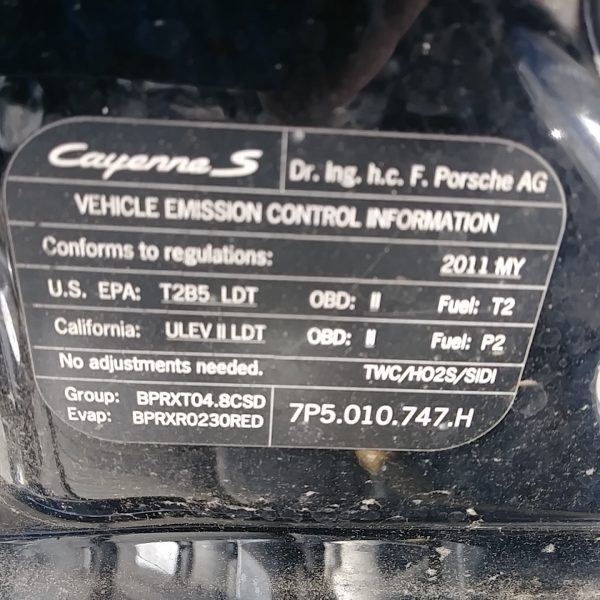 Cayenne S
Dr. Ing. h.c. F. Porsche AG
VEHICLE EMISSION CONTROL INFORMATION
Conforms to regulations: 2011 MY
U.S. EPA: T2B5 LDT OBD: II Fuel: T2
California: ULEV II LDT OBD: II Fuel: P2
No adjustments needed. TWC/HO2S/SIDI
Group: BPRXT04.8CSD
Evap: BPRXR0230RED
7P5.010.747.H